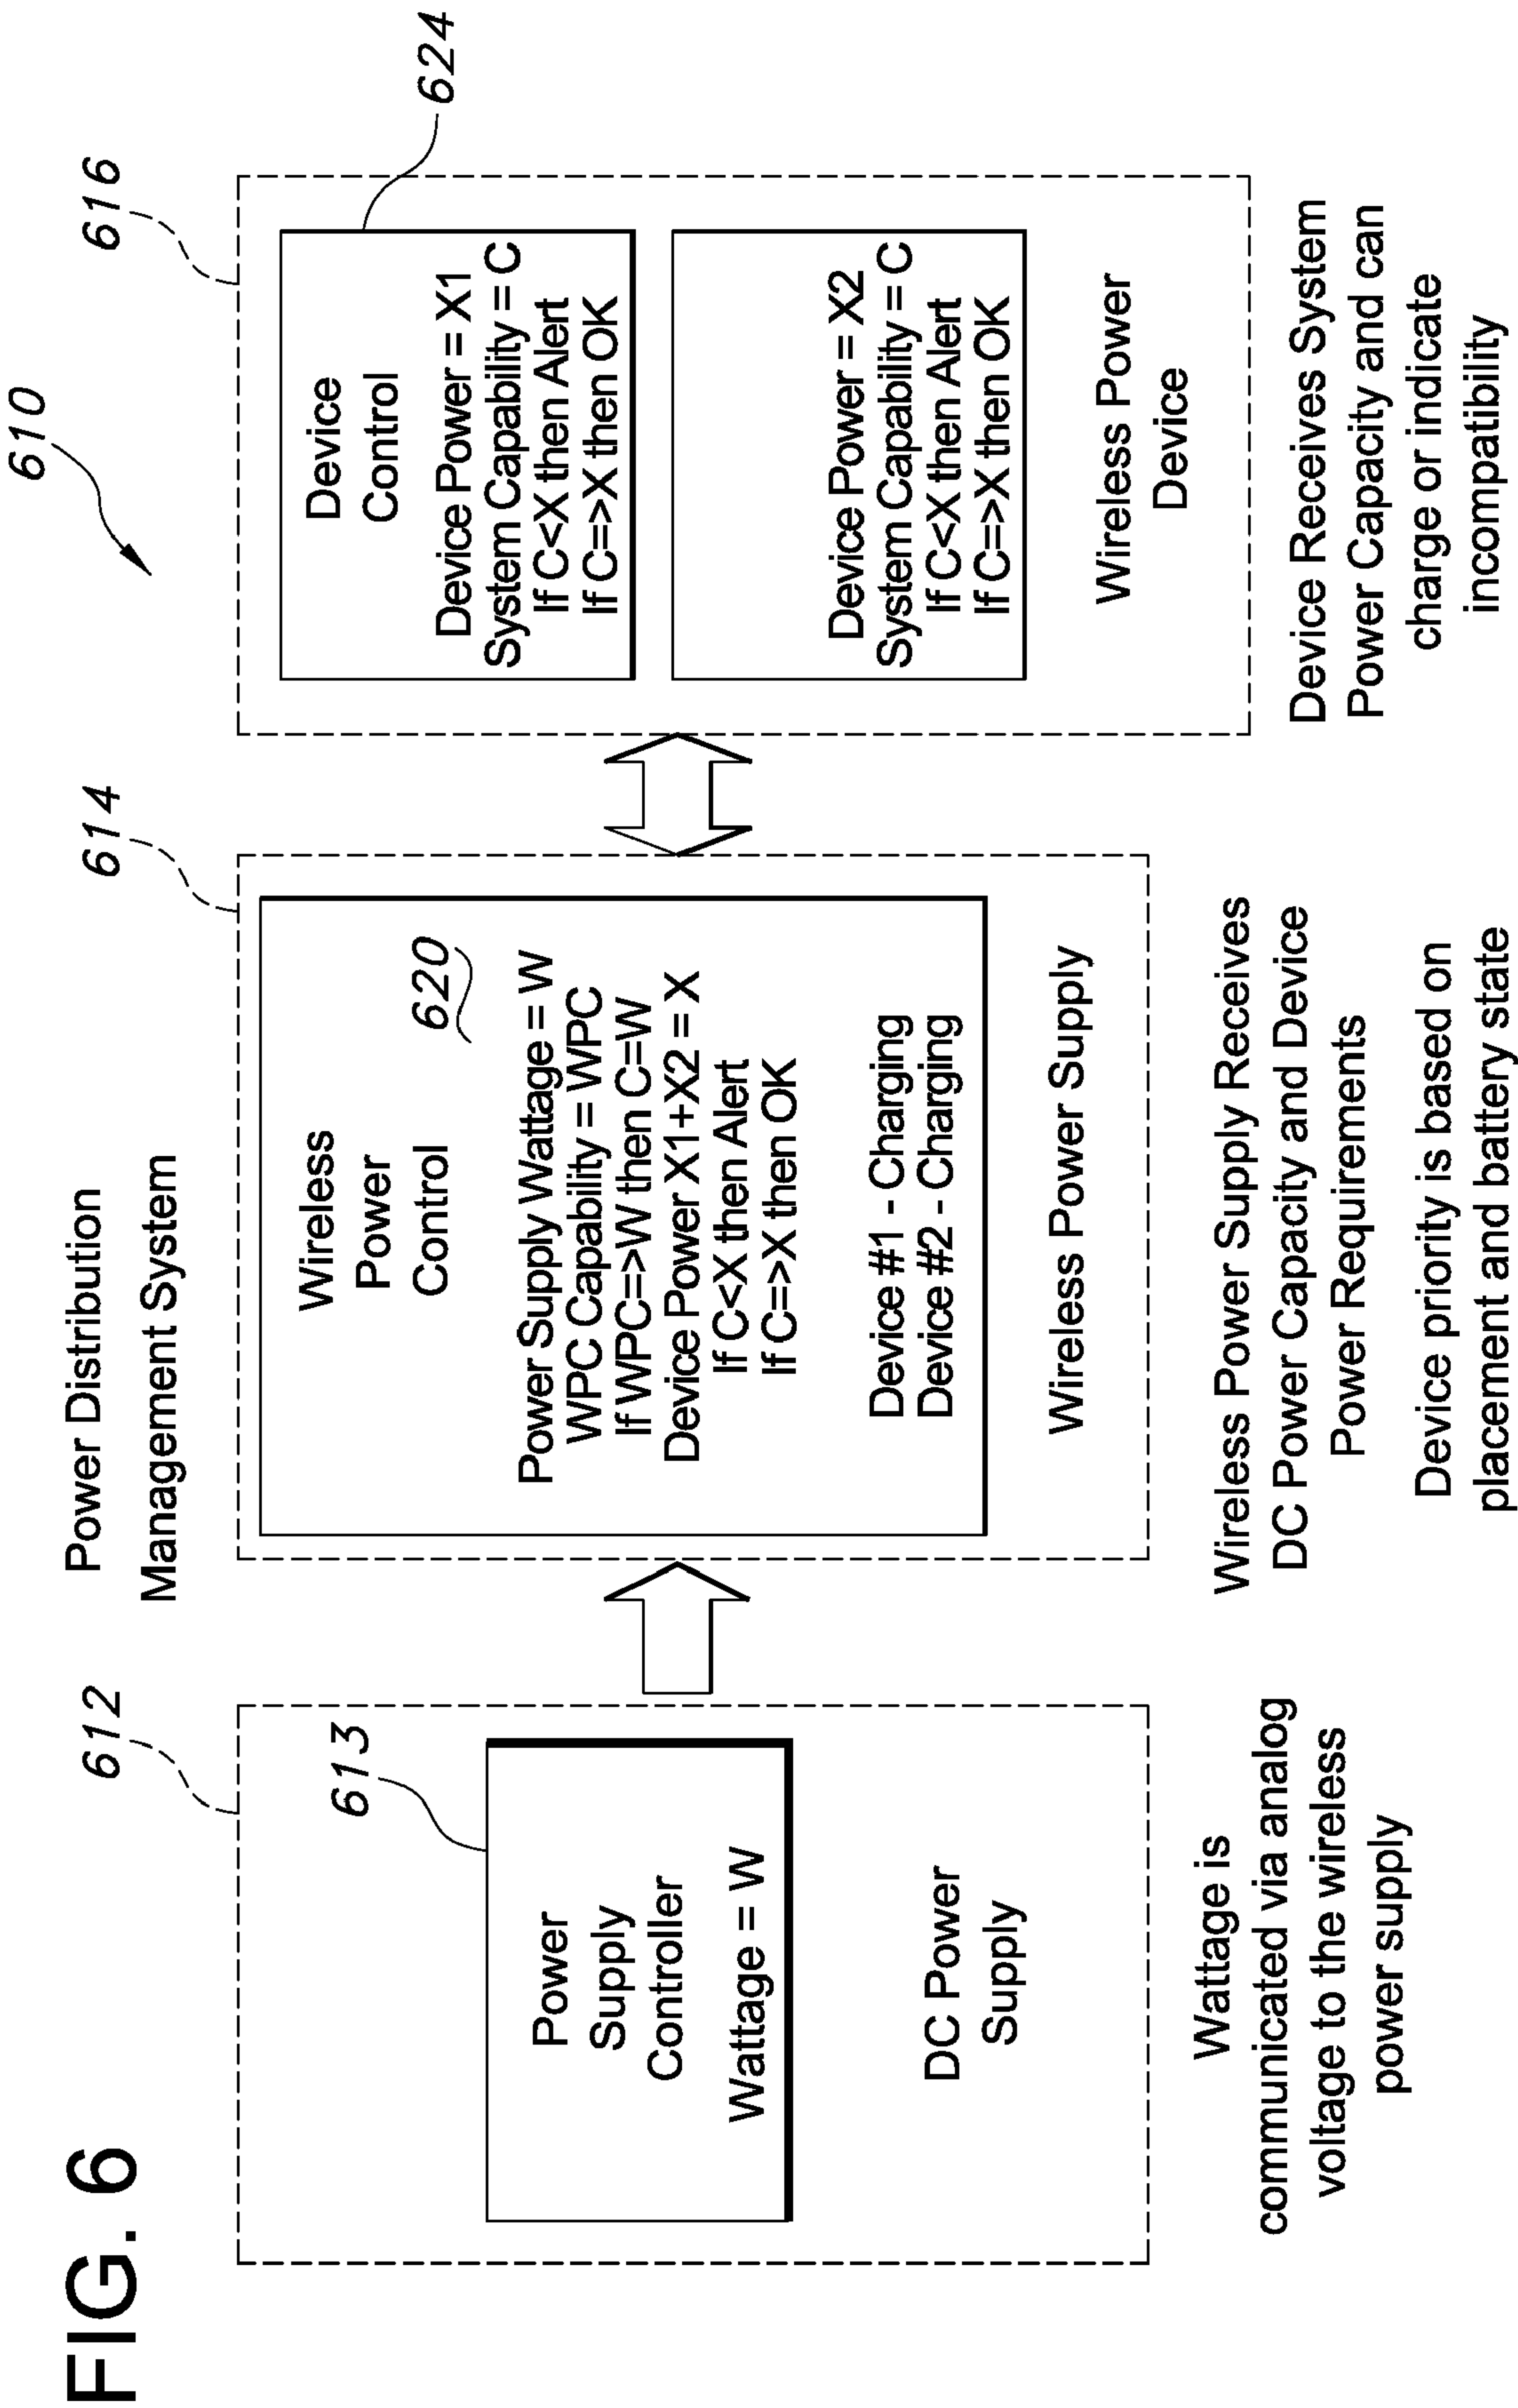 FIG. 6
610
Power Distribution
Management System
612
613
Power
Supply
Controller
Wattage = W
DC Power
Supply
Wattage is
communicated via analog
voltage to the wireless
power supply
614
Wireless
Power
Control
620
Power Supply Wattage = W
WPC Capability = WPC
If WPC=>W then C=W
Device Power X1+X2 = X
If C<X then Alert
If C=>X then OK
Device #1 - Charging
Device #2 - Charging
Wireless Power Supply
Wireless Power Supply Receives
DC Power Capacity and Device
Power Requirements
Device priority is based on
placement and battery state
616
624
Device
Control
Device Power = X1
System Capability = C
If C<X then Alert
If C=>X then OK
Device Power = X2
System Capability = C
If C<X then Alert
If C=>X then OK
Wireless Power
Device
Device Receives System
Power Capacity and can
charge or indicate
incompatibility